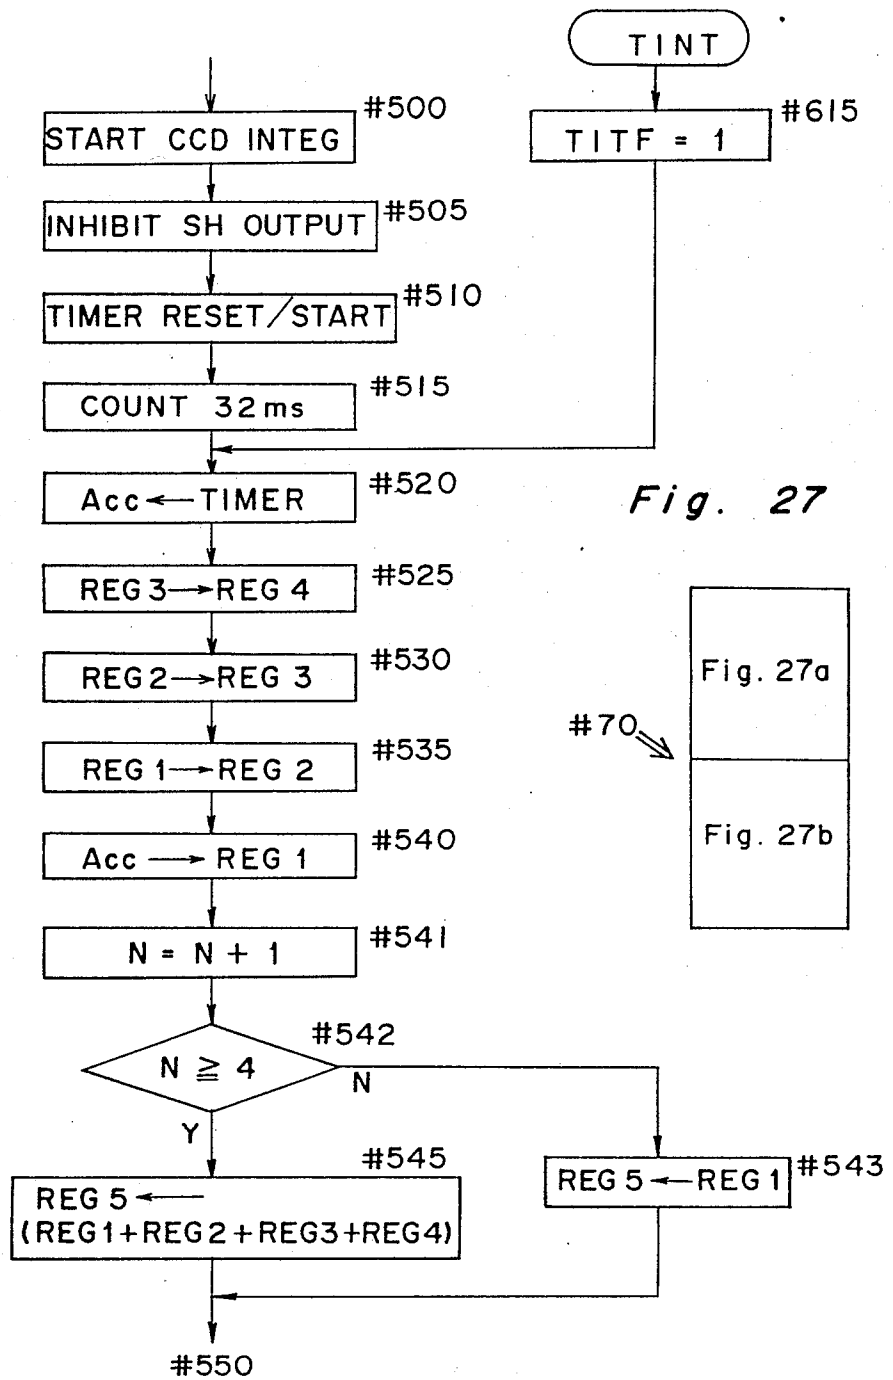 TINT
#500
START CCD INTEG
#615
TITF = 1
#505
INHIBIT SH OUTPUT
#510
TIMER RESET/START
#515
COUNT 32ms
#520
Acc ← TIMER
Fig. 27
#525
REG 3 → REG 4
#530
REG 2 → REG 3
Fig. 27a
#70
#535
REG 1 → REG 2
#540
Acc → REG 1
Fig. 27b
#541
N = N + 1
#542
N ≧ 4
N
Y
#545
REG 5 ←
(REG1+REG2+REG3+REG4)
#543
REG 5 ← REG 1
#550